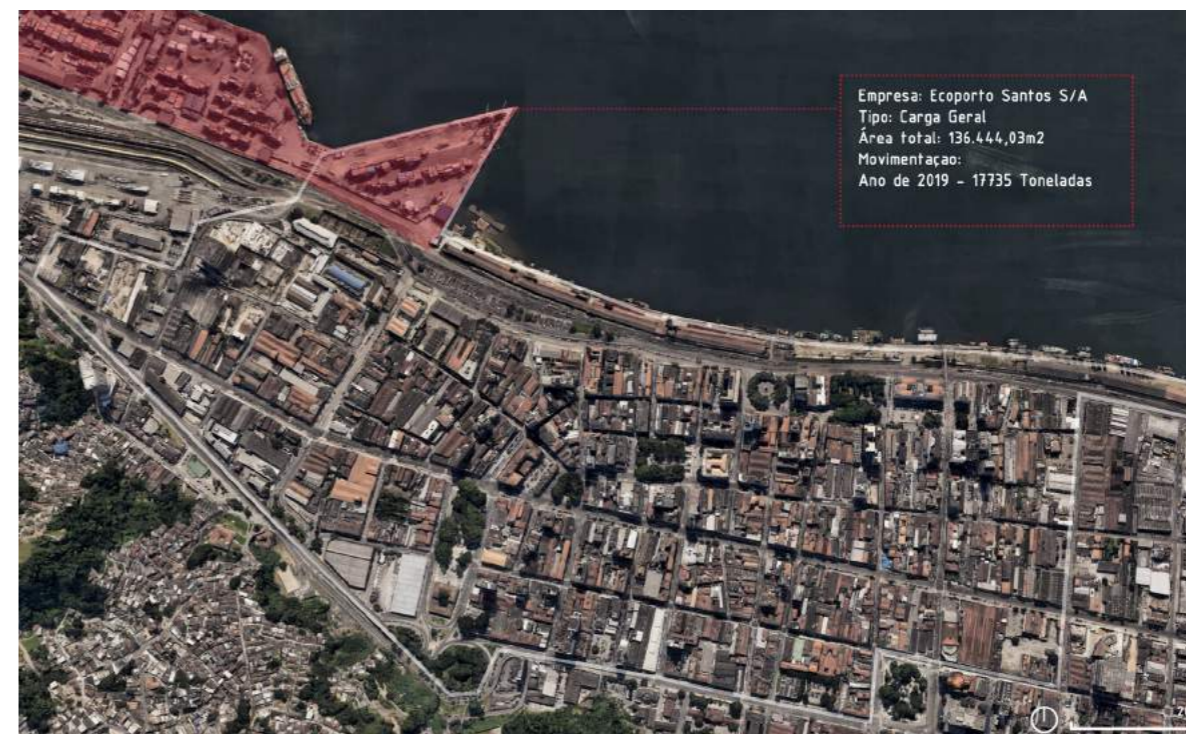 Empresa: Ecoporto Santos S/A
Tipo: Carga Geral
Área total: 136.444,03m2
Movimentaçao:
Ano de 2019 - 17735 Toneladas